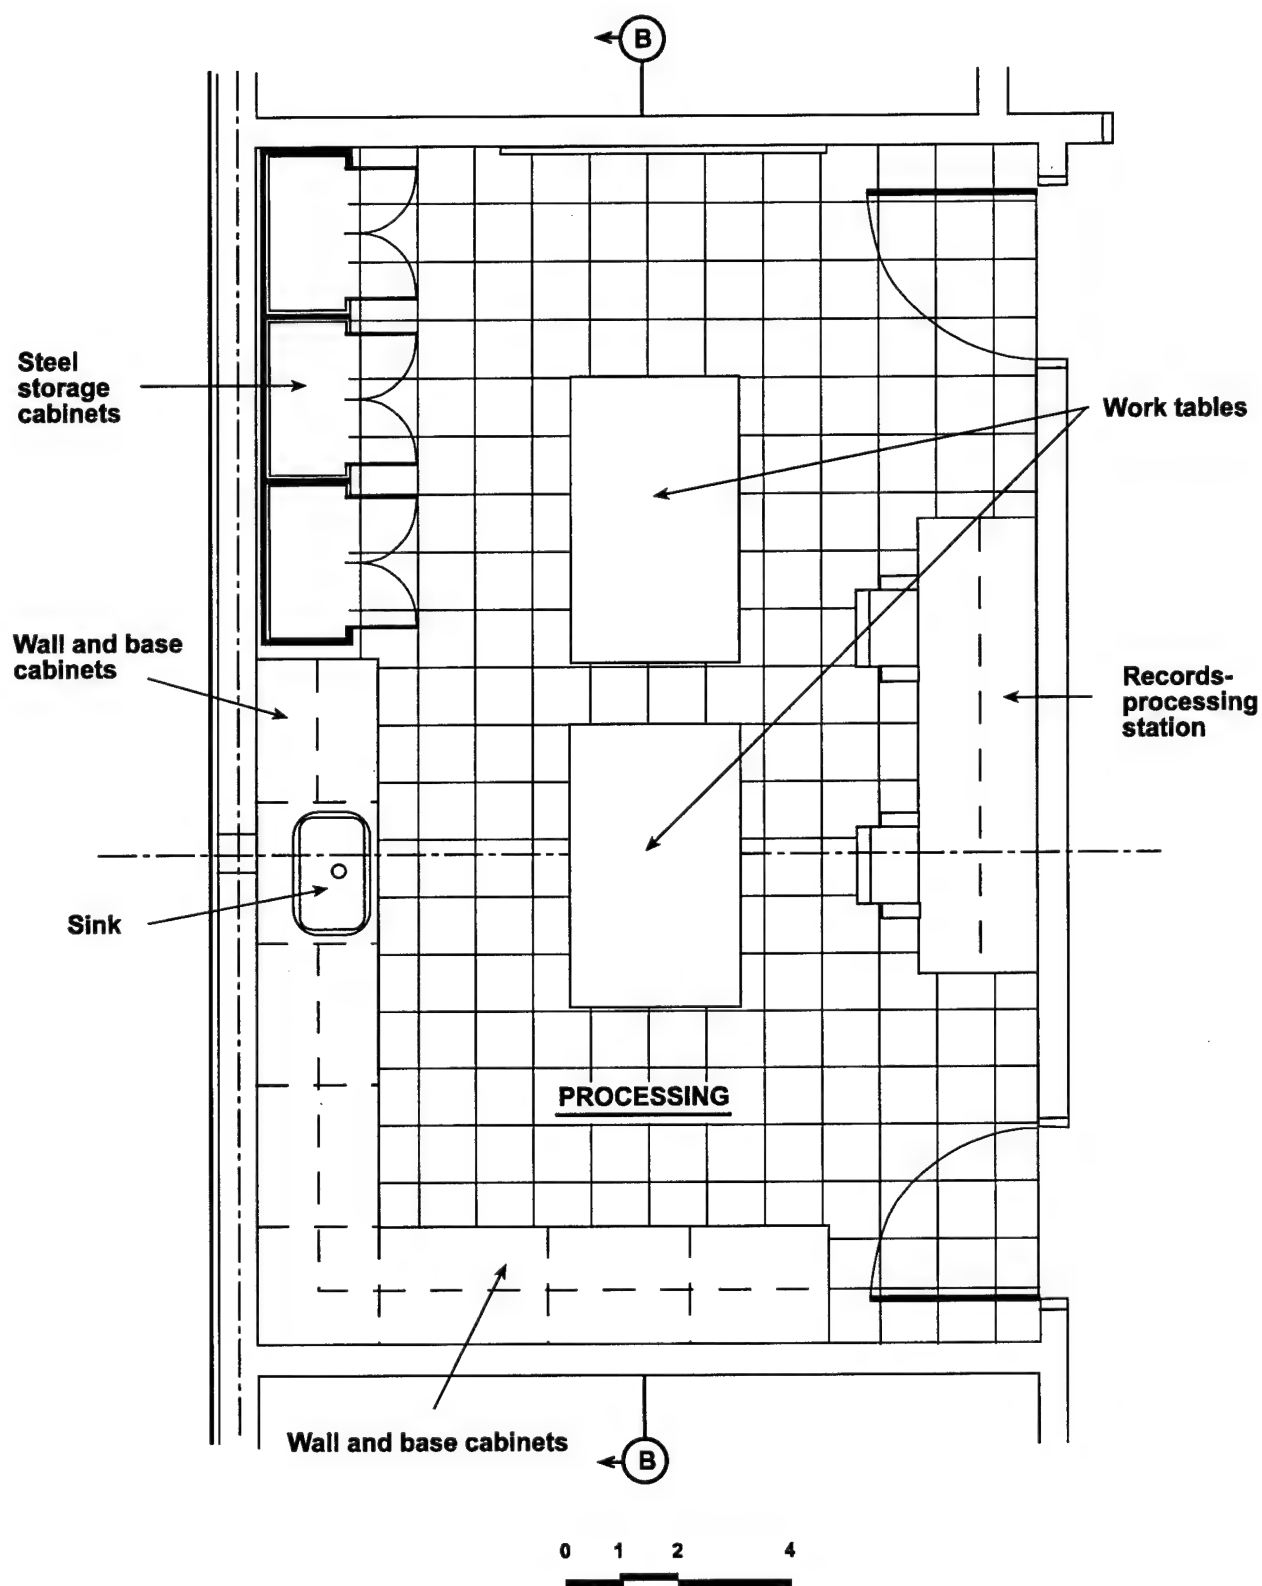 B
Steel
storage
cabinets
Work tables
Wall and base
cabinets
Records-
processing
station
Sink
PROCESSING
Wall and base cabinets
B
0 1 2 4